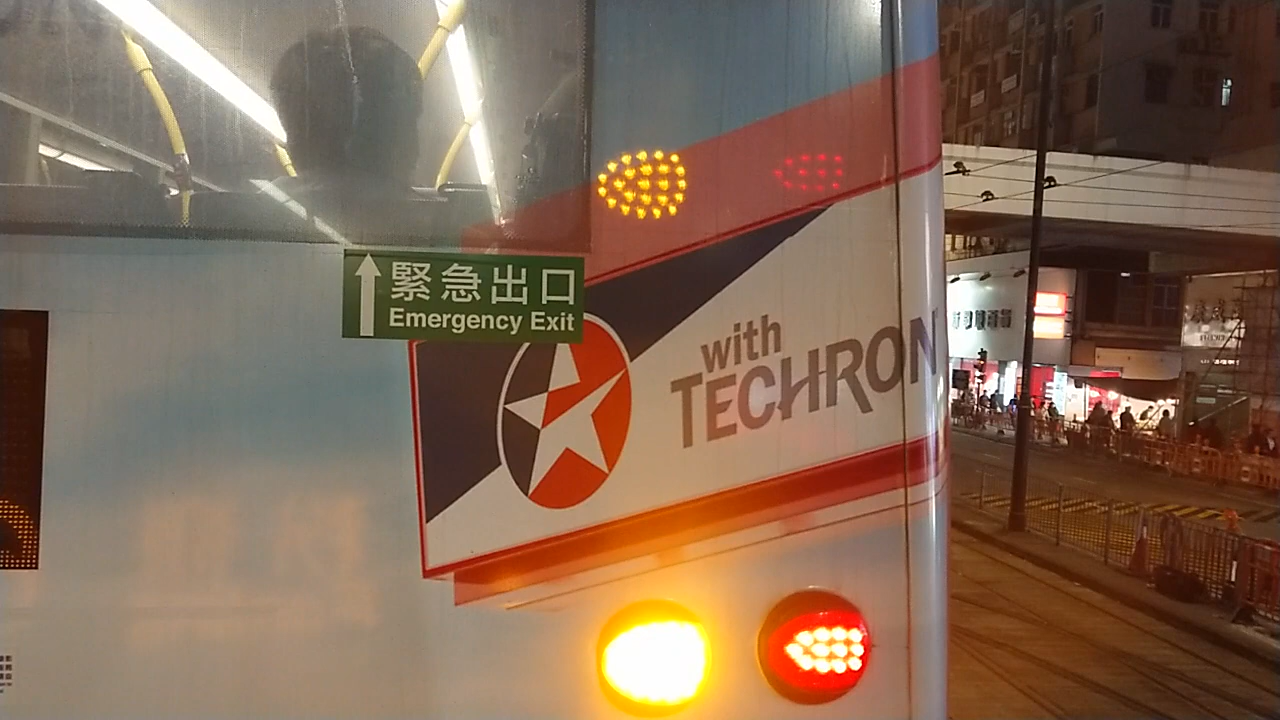 緊急出口
Emergency Exit
with
TECHRON